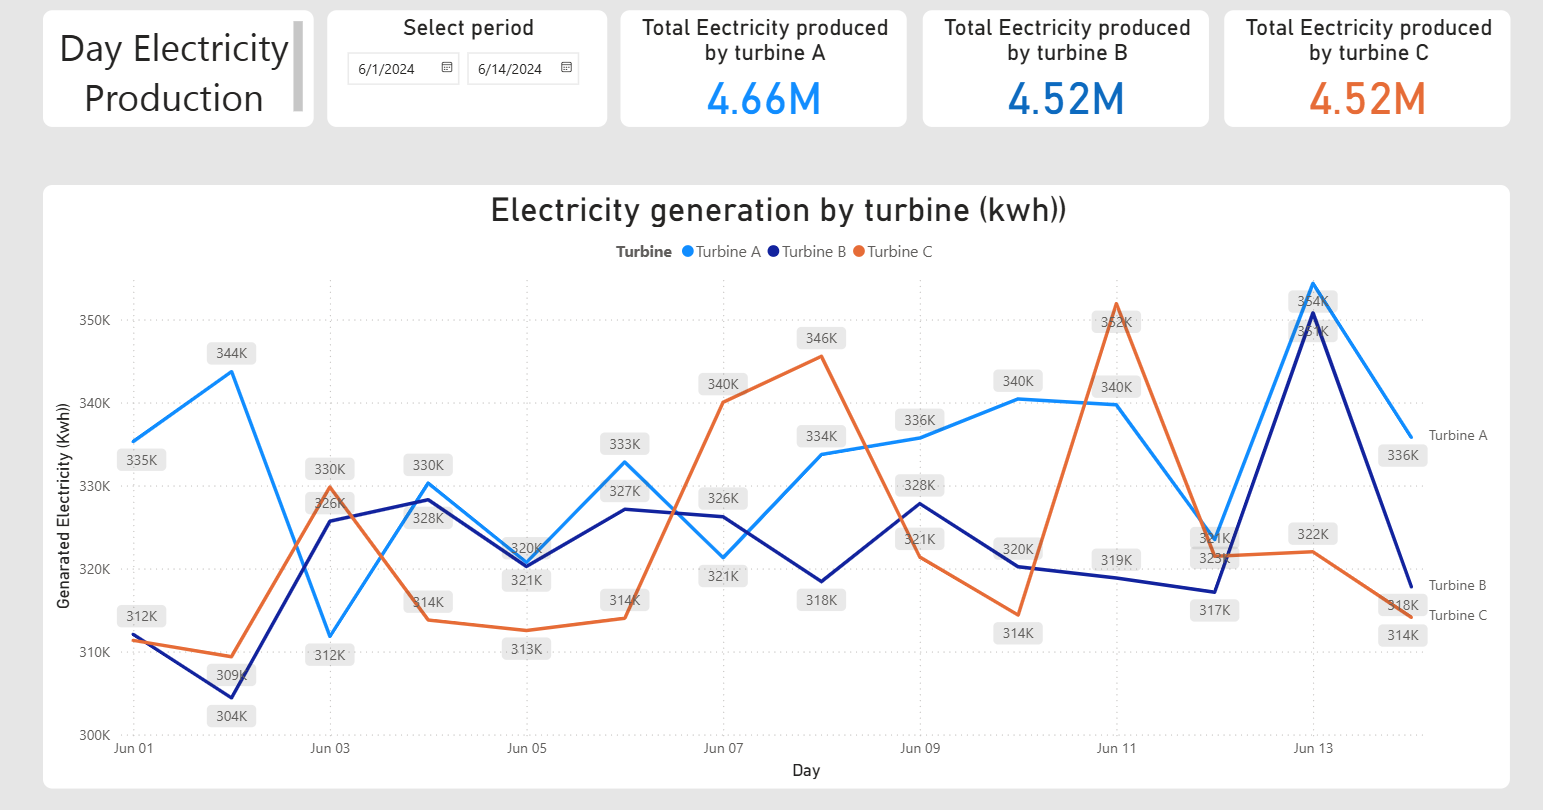 Day Electricity
Production
Select period
6/1/2024
6/14/2024
Total Eectricity produced
by turbine A
4.66M
Total Eectricity produced
by turbine B
4.52M
Total Eectricity produced
by turbine C
4.52M
Electricity generation by turbine (kwh))
Turbine Turbine A Turbine B Turbine C
Genarated Electricity (Kwh))
350K
340K
330K
320K
310K
300K
335K
312K
344K
309K
304K
330K
326K
312K
330K
328K
314K
320K
321K
313K
333K
327K
314K
340K
326K
321K
346K
334K
318K
336K
328K
321K
340K
320K
314K
352K
340K
319K
321K
323K
317K
354K
351K
322K
336K
318K
314K
Turbine A
Turbine B
Turbine C
Jun 01
Jun 03
Jun 05
Jun 07
Jun 09
Jun 11
Jun 13
Day